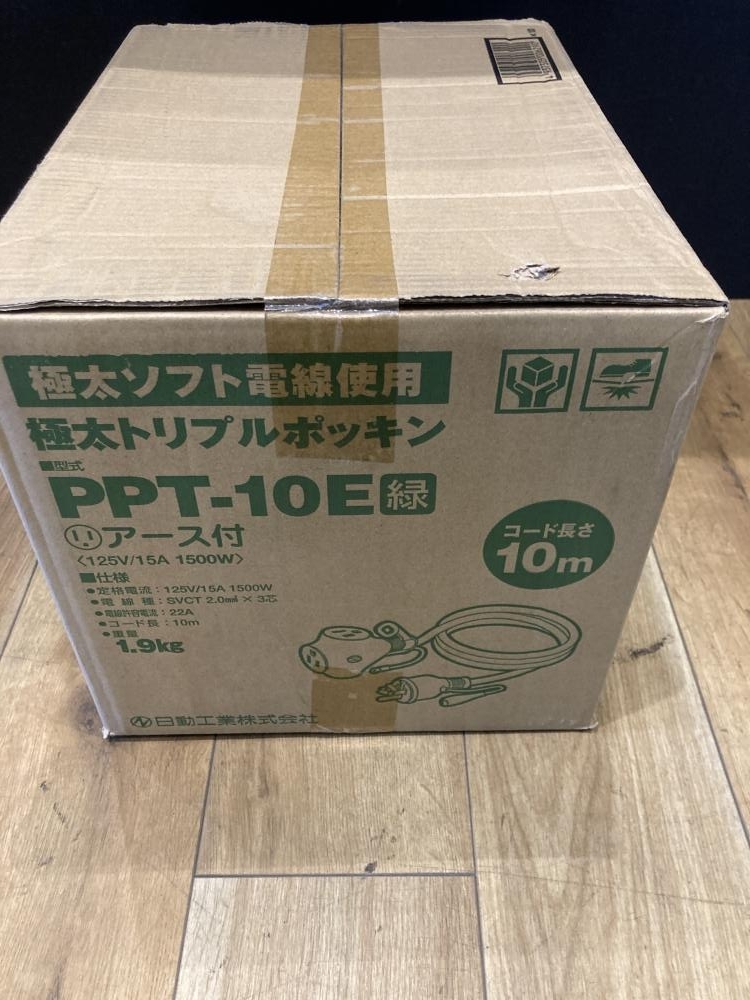 極太ソフト電線使用
極太トリプルポッキン
■型式
PPT-10E 緑
アース付
〈125V/15A 1500W〉
■仕様
●定格電流：125V/15A 1500W
●電線種：SVCT 2.0m㎡×3芯
●電線許容電流：22A
●コード長：10m
●重量
1.9kg
コード長さ
10m
日動工業株式会社